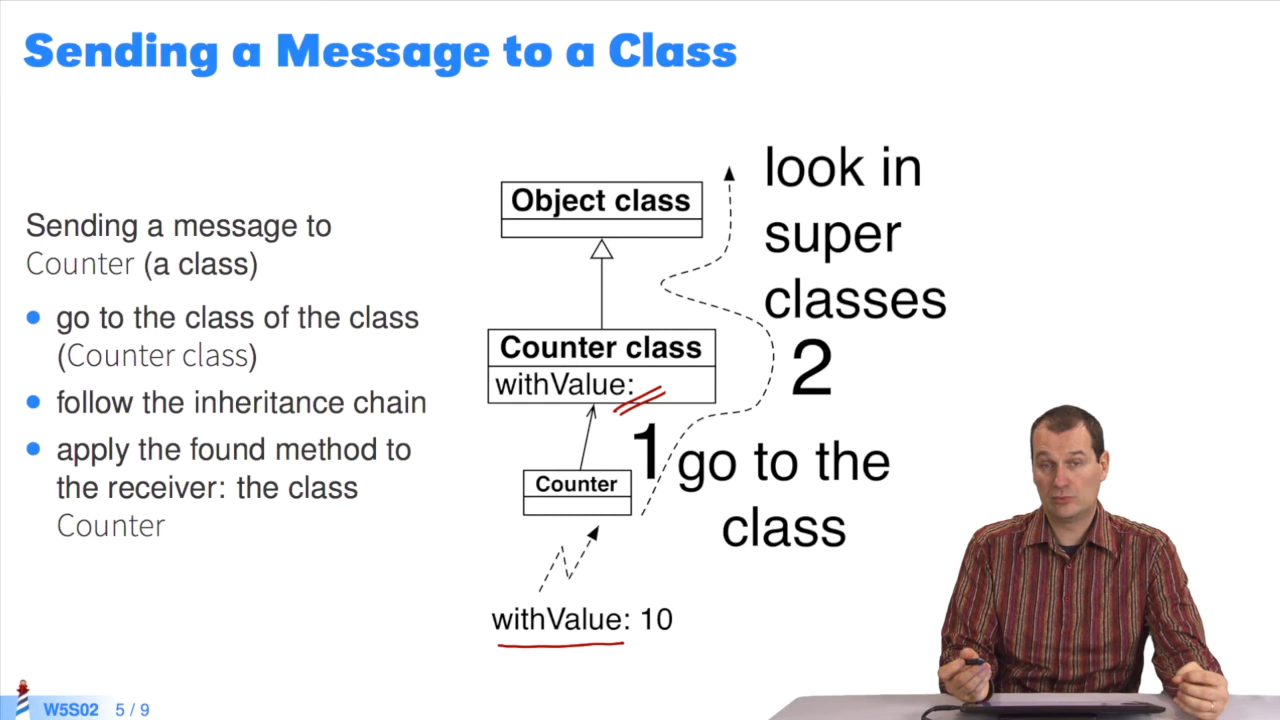 Sending a Message to a Class
Sending a message to
Counter (a class)
go to the class of the class
(Counter class)
follow the inheritance chain
apply the found method to
the receiver: the class
Counter
Object class
Counter class
withValue:
Counter
withValue: 10
look in
super
classes
2
1 go to the
class
W5S02 5 / 9